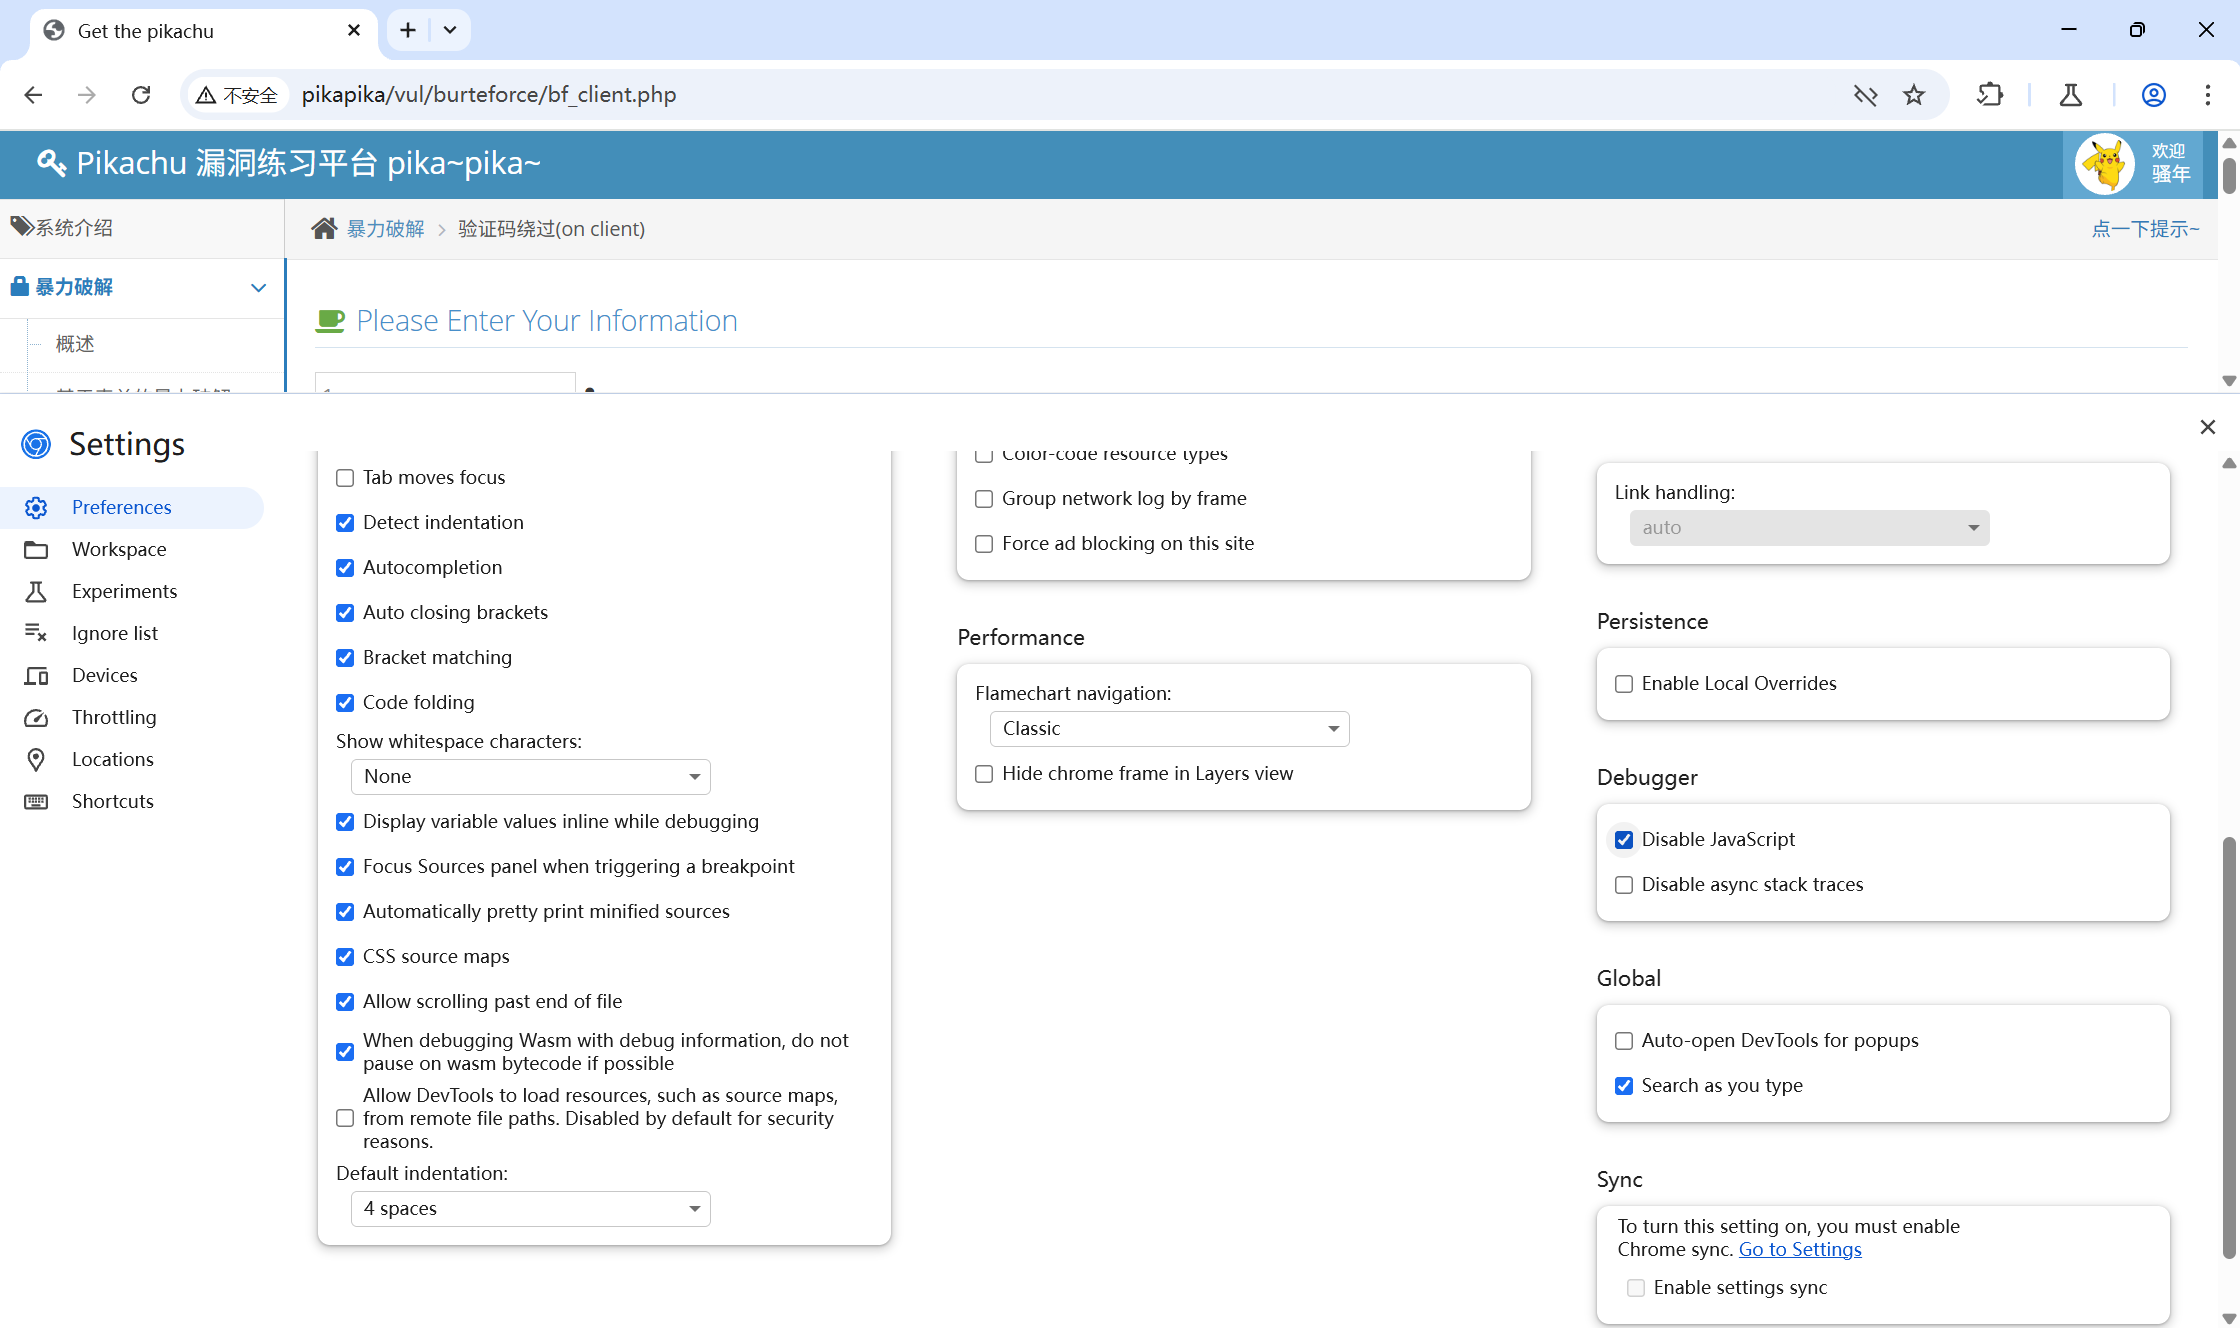 Get the pikachu
不安全
pikapika/vul/burteforce/bf_client.php
Pikachu 漏洞练习平台 pika~pika~
欢迎
骚年
系统介绍
暴力破解
概述
暴力破解
验证码绕过(on client)
点一下提示~
Please Enter Your Information
Settings
Preferences
Workspace
Experiments
Ignore list
Devices
Throttling
Locations
Shortcuts
Tab moves focus
Detect indentation
Autocompletion
Auto closing brackets
Bracket matching
Code folding
Show whitespace characters:
None
Display variable values inline while debugging
Focus Sources panel when triggering a breakpoint
Automatically pretty print minified sources
CSS source maps
Allow scrolling past end of file
When debugging Wasm with debug information, do not
pause on wasm bytecode if possible
Allow DevTools to load resources, such as source maps,
from remote file paths. Disabled by default for security
reasons.
Default indentation:
4 spaces
Color-code resource types
Group network log by frame
Force ad blocking on this site
Performance
Flamechart navigation:
Classic
Hide chrome frame in Layers view
Link handling:
auto
Persistence
Enable Local Overrides
Debugger
Disable JavaScript
Disable async stack traces
Global
Auto-open DevTools for popups
Search as you type
Sync
To turn this setting on, you must enable
Chrome sync. Go to Settings
Enable settings sync